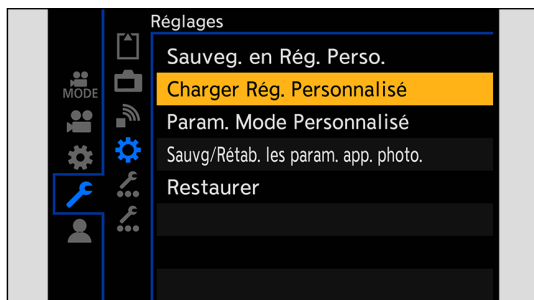 Réglages
Sauveg. en Rég. Perso.
MODE
Charger Rég. Personnalisé
Param. Mode Personnalisé
Sauvg/Rétab. les param. app. photo.
Restaurer